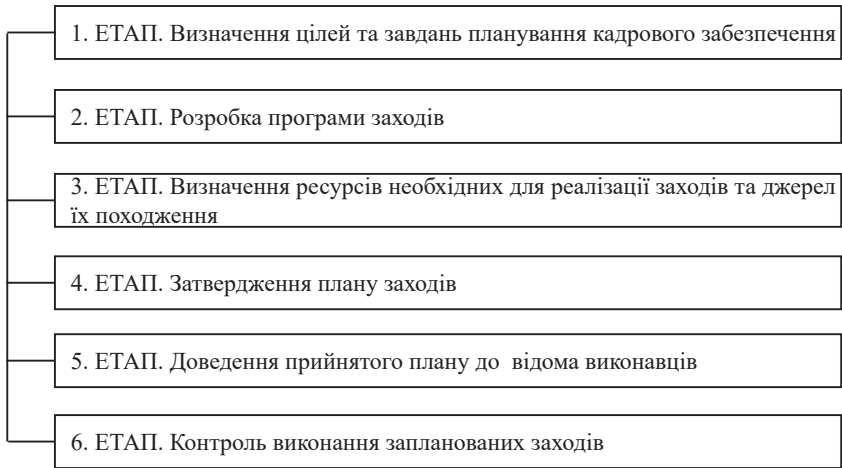 1. ЕТАП. Визначення цілей та завдань планування кадрового забезпечення
2. ЕТАП. Розробка програми заходів
3. ЕТАП. Визначення ресурсів необхідних для реалізації заходів та джерел
їх походження
4. ЕТАП. Затвердження плану заходів
5. ЕТАП. Доведення прийнятого плану до відома виконавців
6. ЕТАП. Контроль виконання запланованих заходів